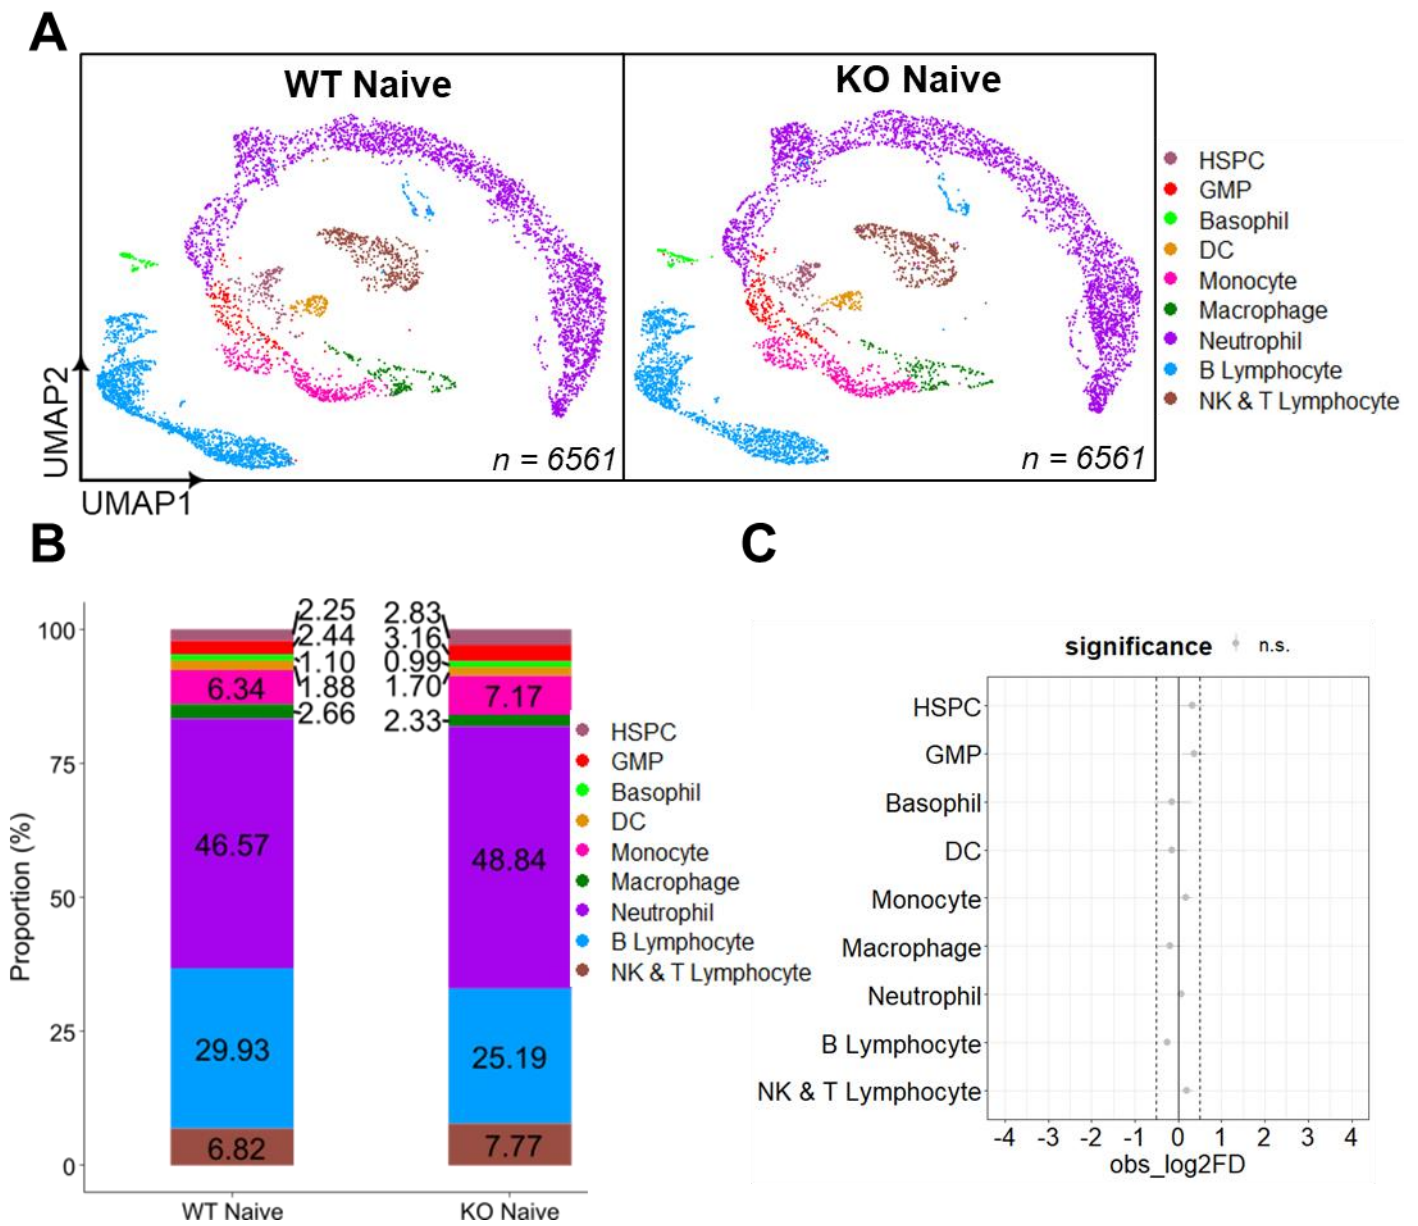 A
WT Naive
KO Naive
HSPC
GMP
Basophil
DC
Monocyte
Macrophage
Neutrophil
B Lymphocyte
NK & T Lymphocyte
UMAP2
UMAP1
n = 6561
n = 6561
B
Proportion (%)
100
75
50
25
0
2.25
2.44
1.10
1.88
6.34
2.66
46.57
29.93
6.82
2.83
3.16
0.99
1.70
7.17
2.33
48.84
25.19
7.77
WT Naive
KO Naive
HSPC
GMP
Basophil
DC
Monocyte
Macrophage
Neutrophil
B Lymphocyte
NK & T Lymphocyte
C
significance n.s.
HSPC
GMP
Basophil
DC
Monocyte
Macrophage
Neutrophil
B Lymphocyte
NK & T Lymphocyte
-4 -3 -2 -1 0 1 2 3 4
obs_log2FD